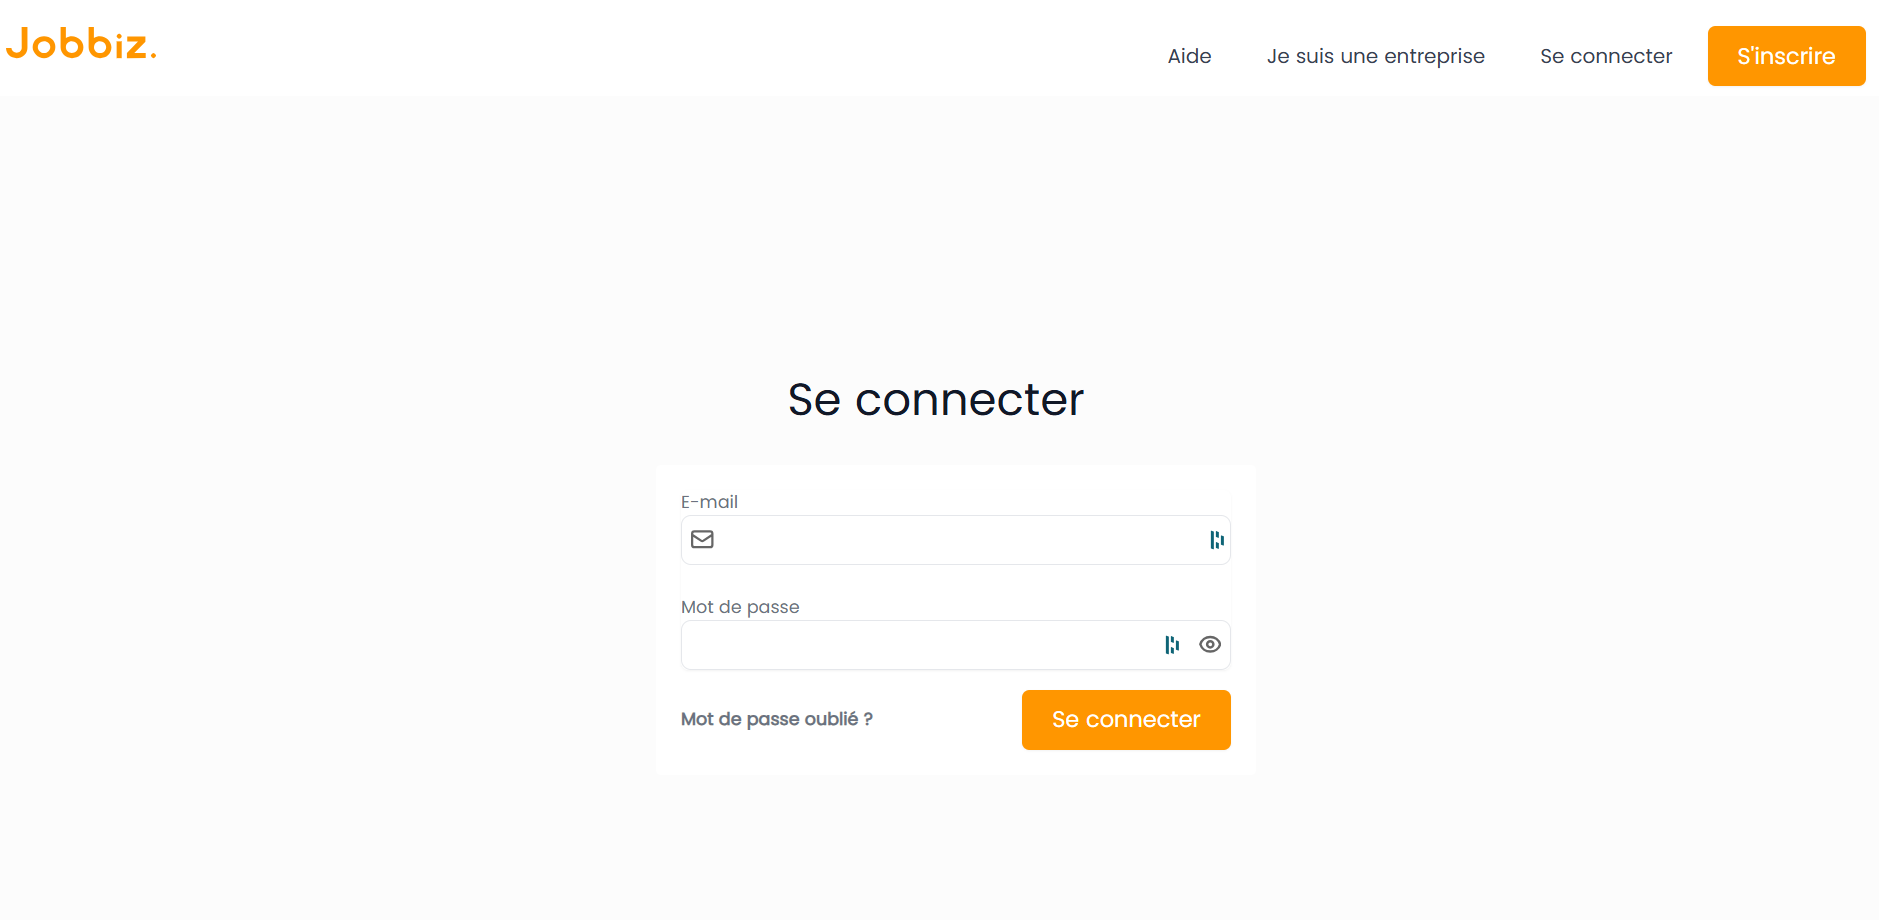 Jobbiz.
Aide
Je suis une entreprise
Se connecter
S'inscrire
Se connecter
E-mail
Mot de passe
Mot de passe oublié ?
Se connecter